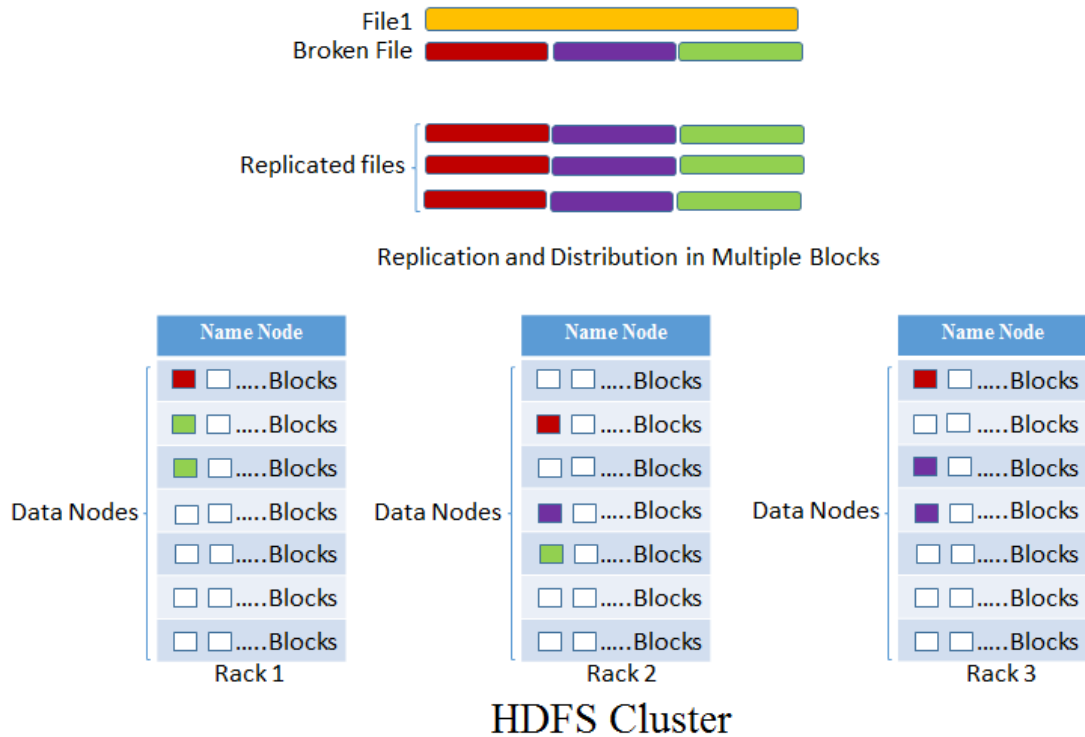 File1
Broken File
Replicated files
Replication and Distribution in Multiple Blocks
Name Node
.....Blocks
.....Blocks
.....Blocks
.....Blocks
.....Blocks
.....Blocks
.....Blocks
Data Nodes
Rack 1
Name Node
.....Blocks
.....Blocks
.....Blocks
.....Blocks
.....Blocks
.....Blocks
.....Blocks
Data Nodes
Rack 2
Name Node
.....Blocks
.....Blocks
.....Blocks
.....Blocks
.....Blocks
.....Blocks
.....Blocks
Data Nodes
Rack 3
HDFS Cluster